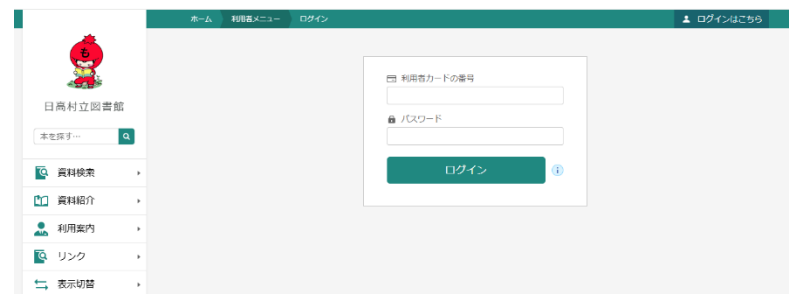 ホーム 利用者メニュー ログイン ログインはこちら
も
日高村立図書館
本を探す…
資料検索
資料紹介
利用案内
リンク
表示切替
利用者カードの番号
パスワード
ログイン